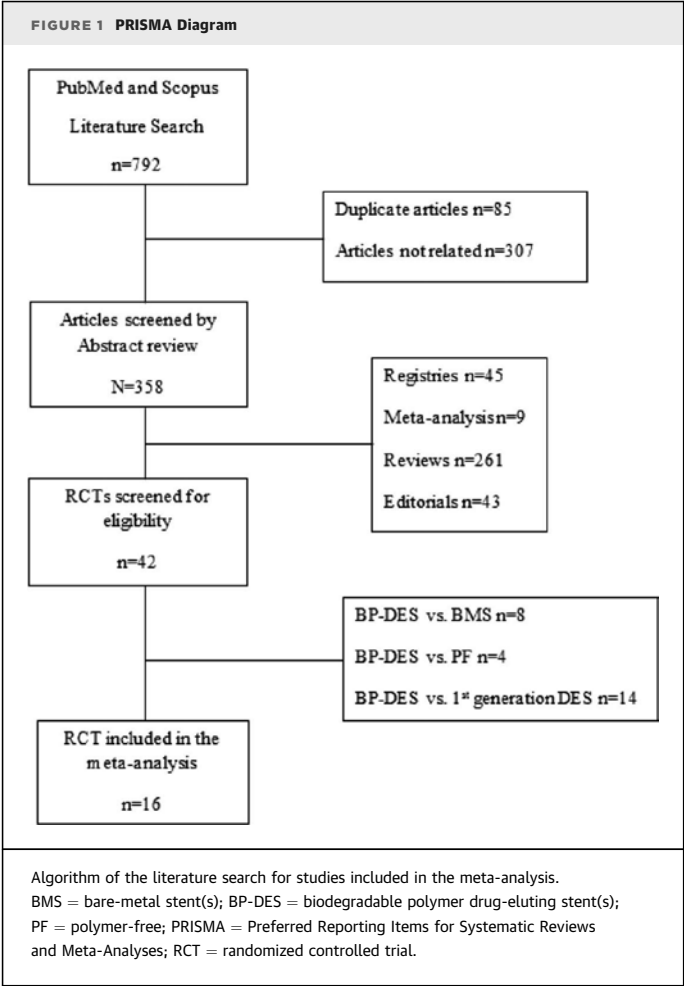 FIGURE 1 PRISMA Diagram
PubMed and Scopus
Literature Search
n=792
Duplicate articles n=85
Articles not related n=307
Articles screened by
Abstract review
N=358
Registries n=45
Meta-analysis n=9
Reviews n=261
Editorials n=43
RCTs screened for
eligibility
n=42
BP-DES vs. BMS n=8
BP-DES vs. PF n=4
BP-DES vs. 1st generation DES n=14
RCT included in the
meta-analysis
n=16
Algorithm of the literature search for studies included in the meta-analysis.
BMS = bare-metal stent(s); BP-DES = biodegradable polymer drug-eluting stent(s);
PF = polymer-free; PRISMA = Preferred Reporting Items for Systematic Reviews
and Meta-Analyses; RCT = randomized controlled trial.